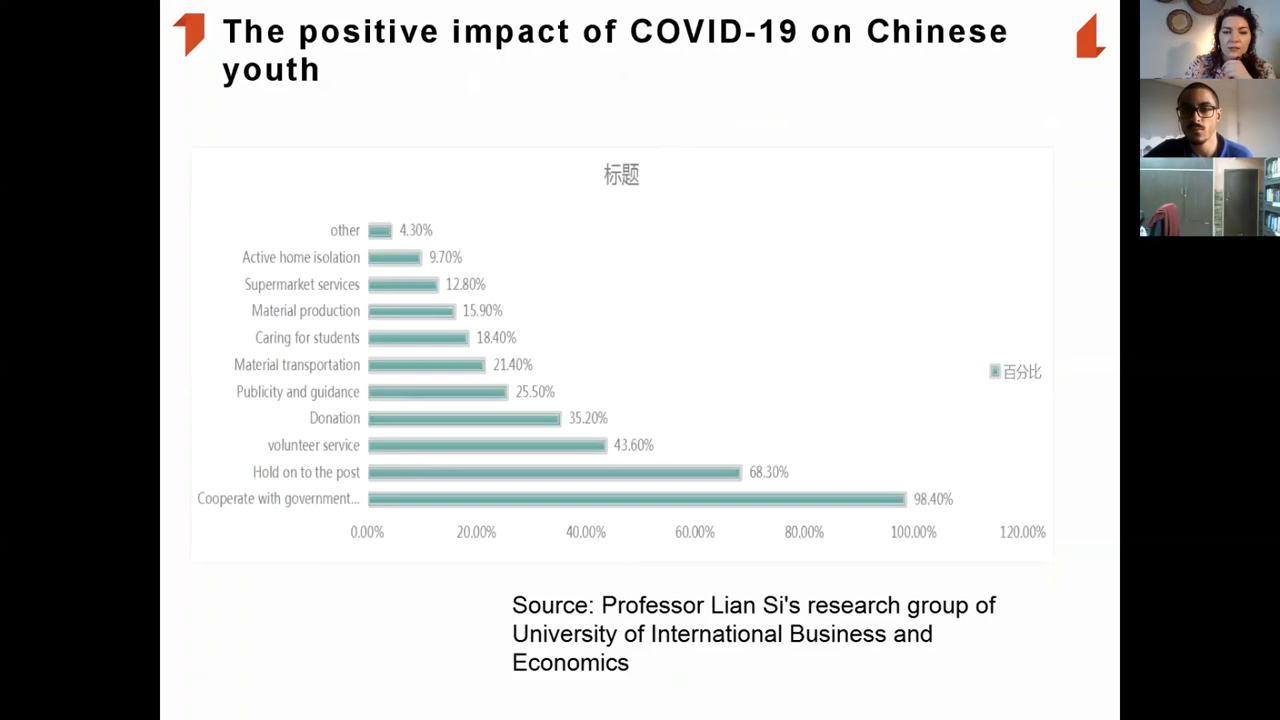 The positive impact of COVID-19 on Chinese
youth
标题
other 4.30%
Active home isolation 9.70%
Supermarket services 12.80%
Material production 15.90%
Caring for students 18.40%
Material transportation 21.40%
Publicity and guidance 25.50%
Donation 35.20%
volunteer service 43.60%
Hold on to the post 68.30%
Cooperate with government... 98.40%
0.00% 20.00% 40.00% 60.00% 80.00% 100.00% 120.00%
百分比
Source: Professor Lian Si's research group of
University of International Business and
Economics